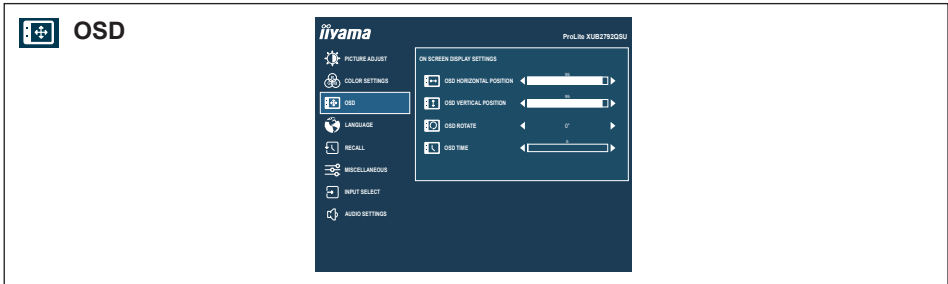 OSD
iiyama
ProLite XUB2792QSU
PICTURE ADJUST
COLOR SETTINGS
OSD
LANGUAGE
RECALL
MISCELLANEOUS
INPUT SELECT
AUDIO SETTINGS
ON SCREEN DISPLAY SETTINGS
OSD HORIZONTAL POSITION
OSD VERTICAL POSITION
OSD ROTATE 0°
OSD TIME